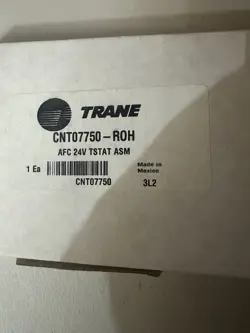 TRANE
CNT07750-ROH
AFC 24V TSTAT ASM
1 Ea
Made in
Mexico
CNT07750
3L2